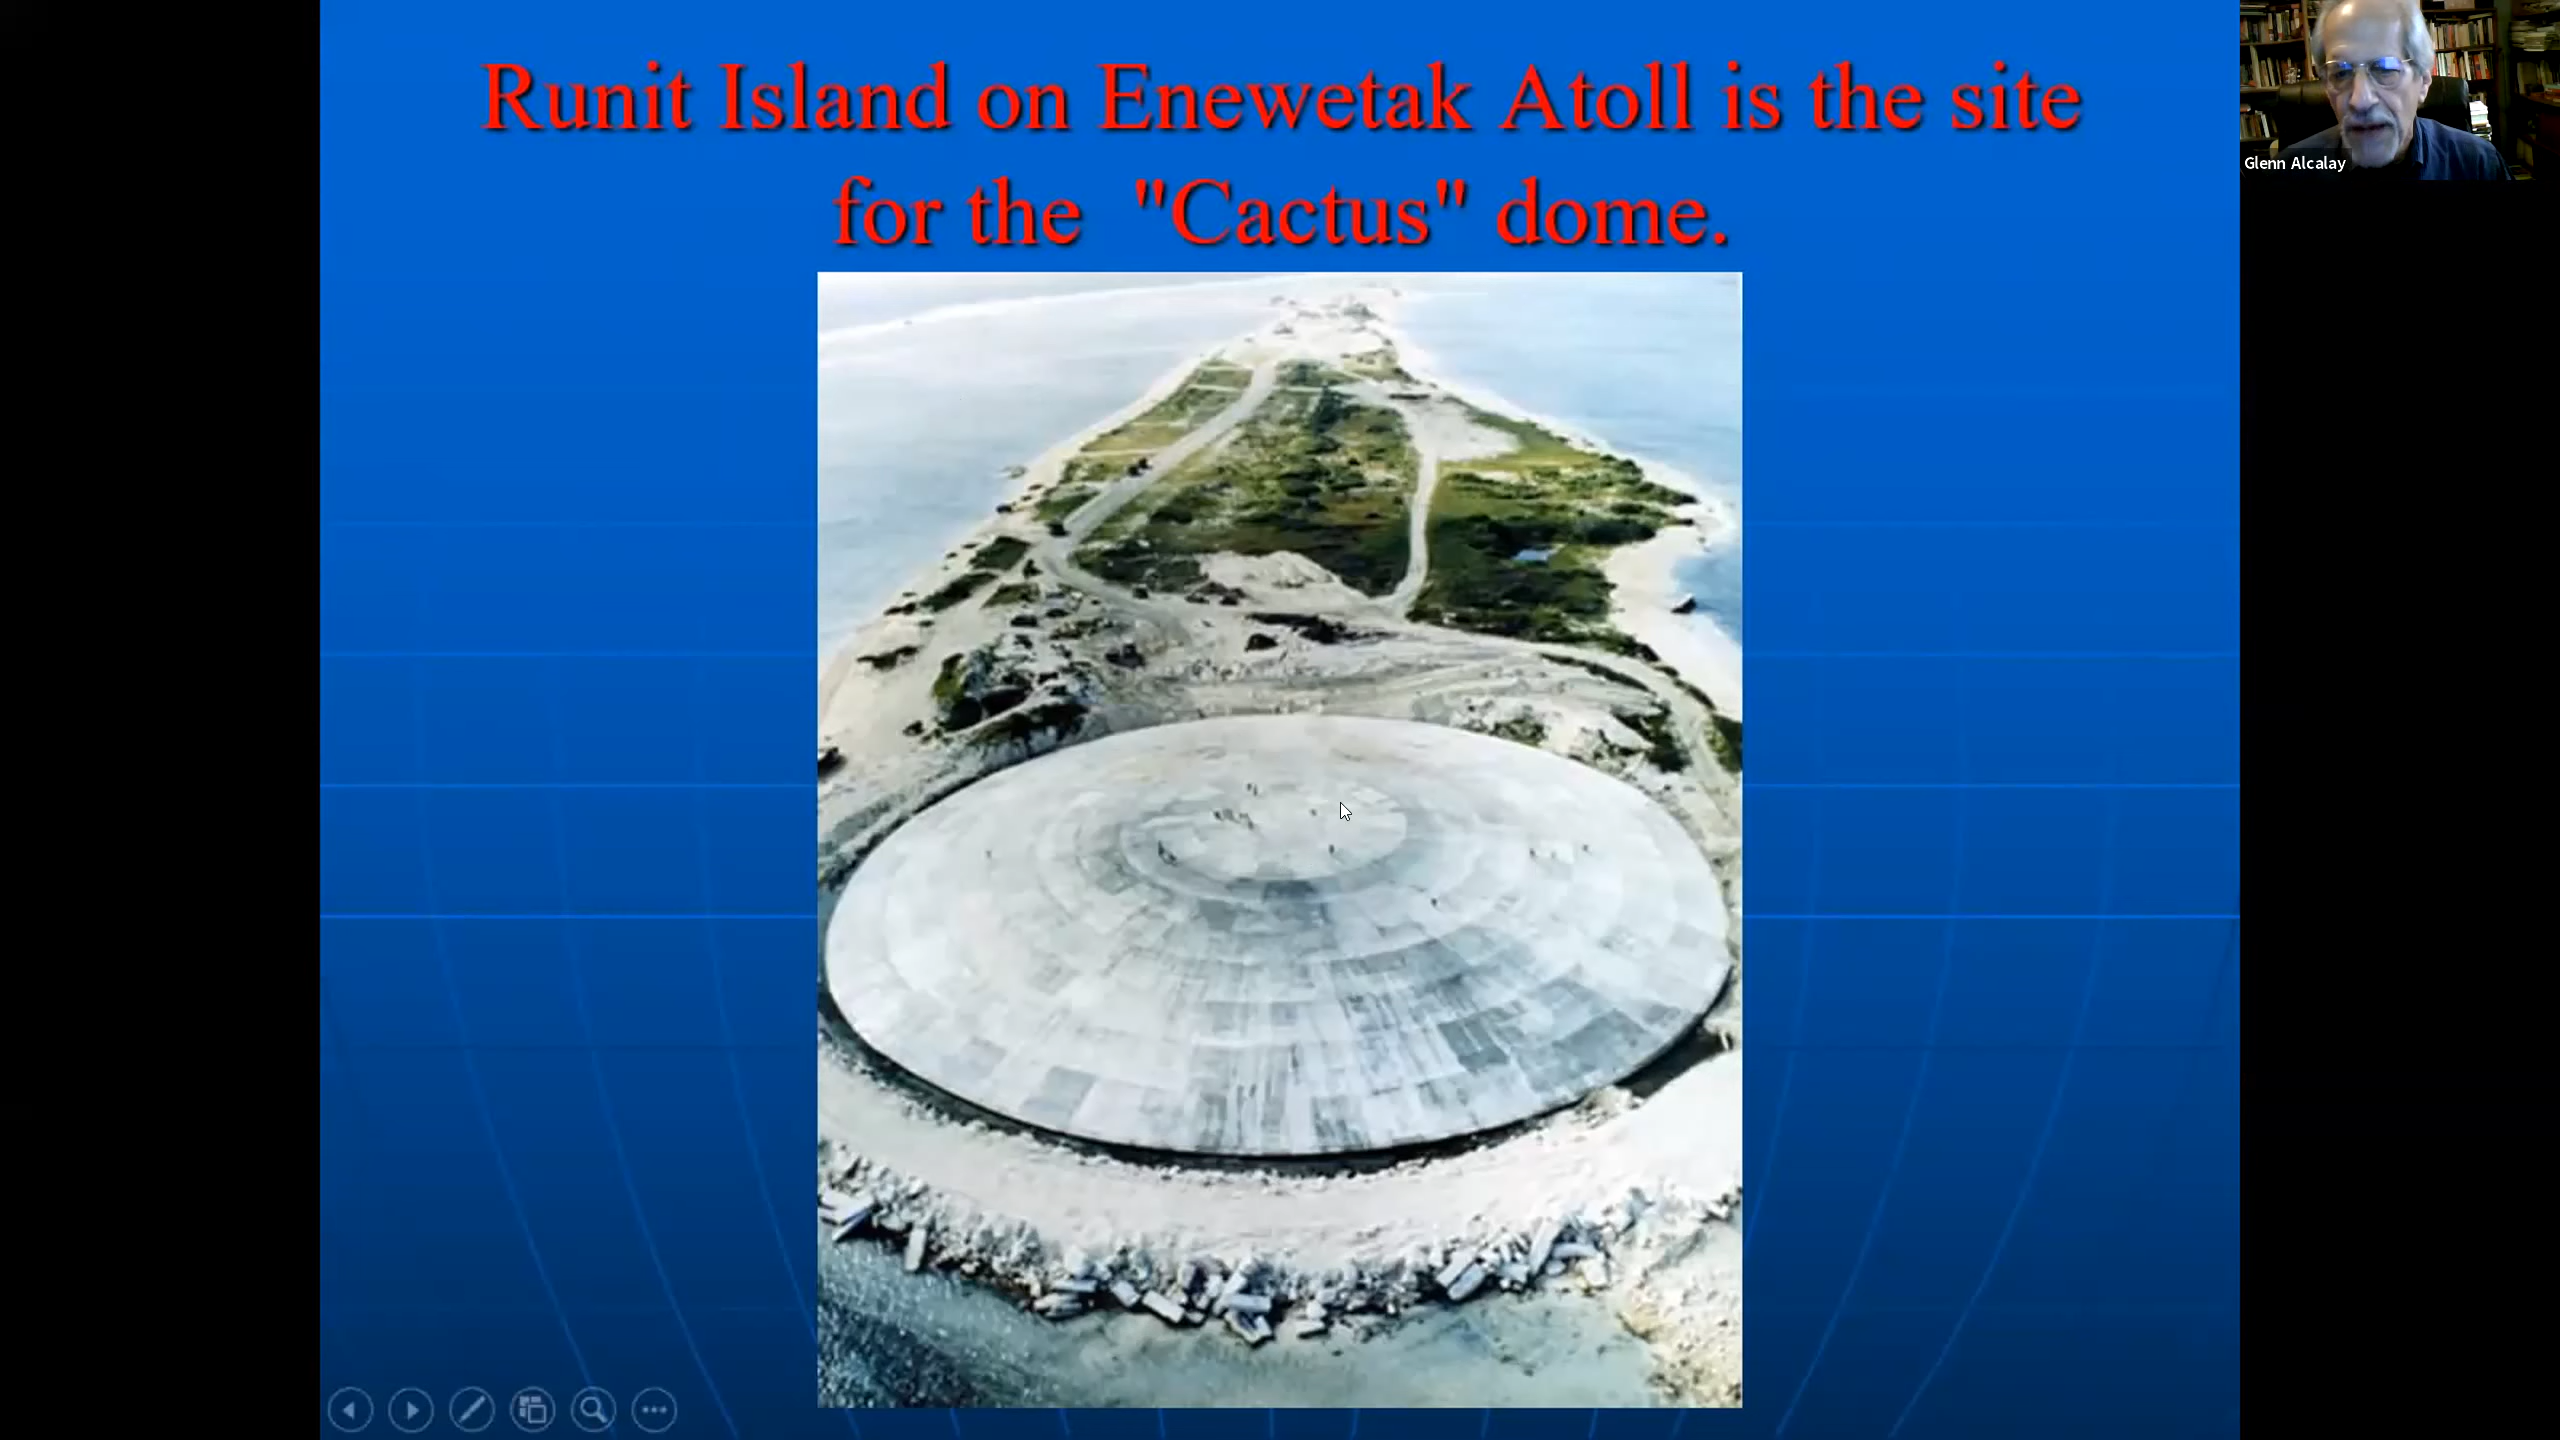 Runit Island on Enewetak Atoll is the site
for the "Cactus" dome.
Glenn Alcalay